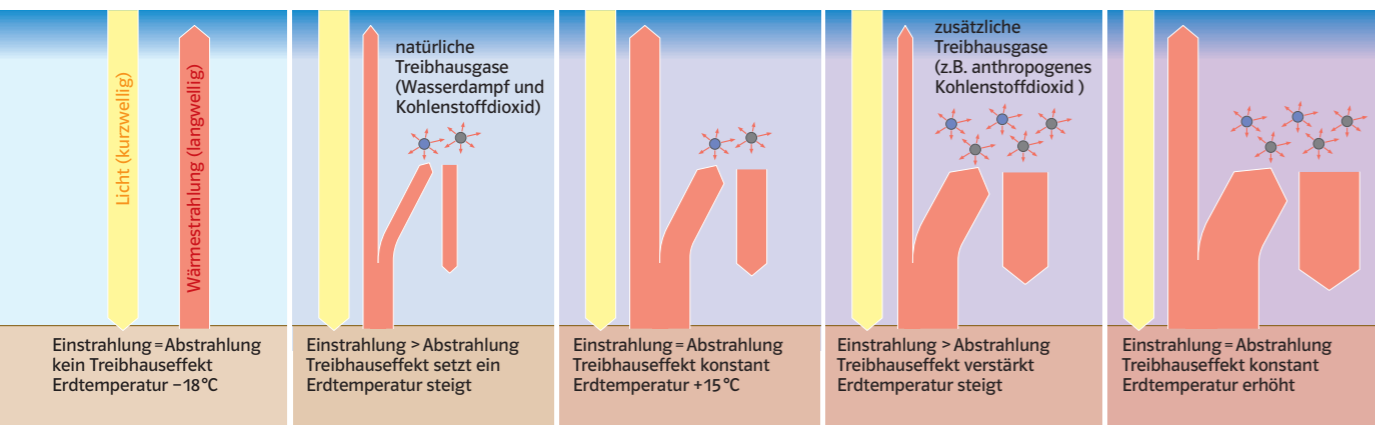 Licht (kurzwellig)
Wärmestrahlung (langwellig)
Einstrahlung = Abstrahlung
kein Treibhauseffekt
Erdtemperatur −18 °C
natürliche
Treibhausgase
(Wasserdampf und
Kohlenstoffdioxid)
Einstrahlung > Abstrahlung
Treibhauseffekt setzt ein
Erdtemperatur steigt
Einstrahlung = Abstrahlung
Treibhauseffekt konstant
Erdtemperatur +15 °C
zusätzliche
Treibhausgase
(z.B. anthropogenes
Kohlenstoffdioxid )
Einstrahlung > Abstrahlung
Treibhauseffekt verstärkt
Erdtemperatur steigt
Einstrahlung = Abstrahlung
Treibhauseffekt konstant
Erdtemperatur erhöht